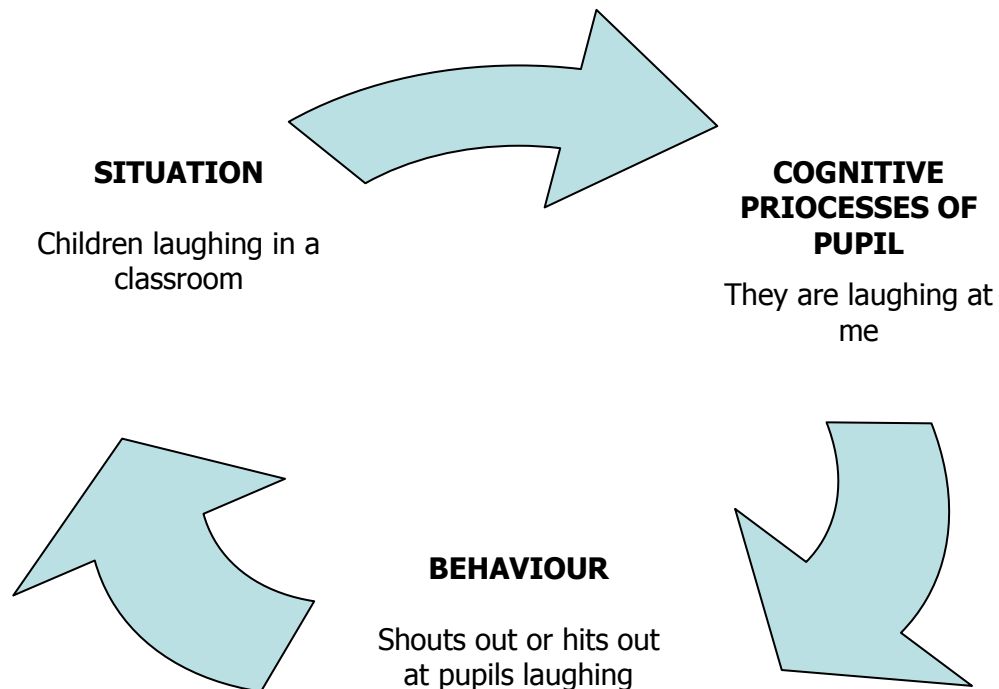 SITUATION
Children laughing in a
classroom
COGNITIVE
PRIOCESSES OF
PUPIL
They are laughing at
me
BEHAVIOUR
Shouts out or hits out
at pupils laughing